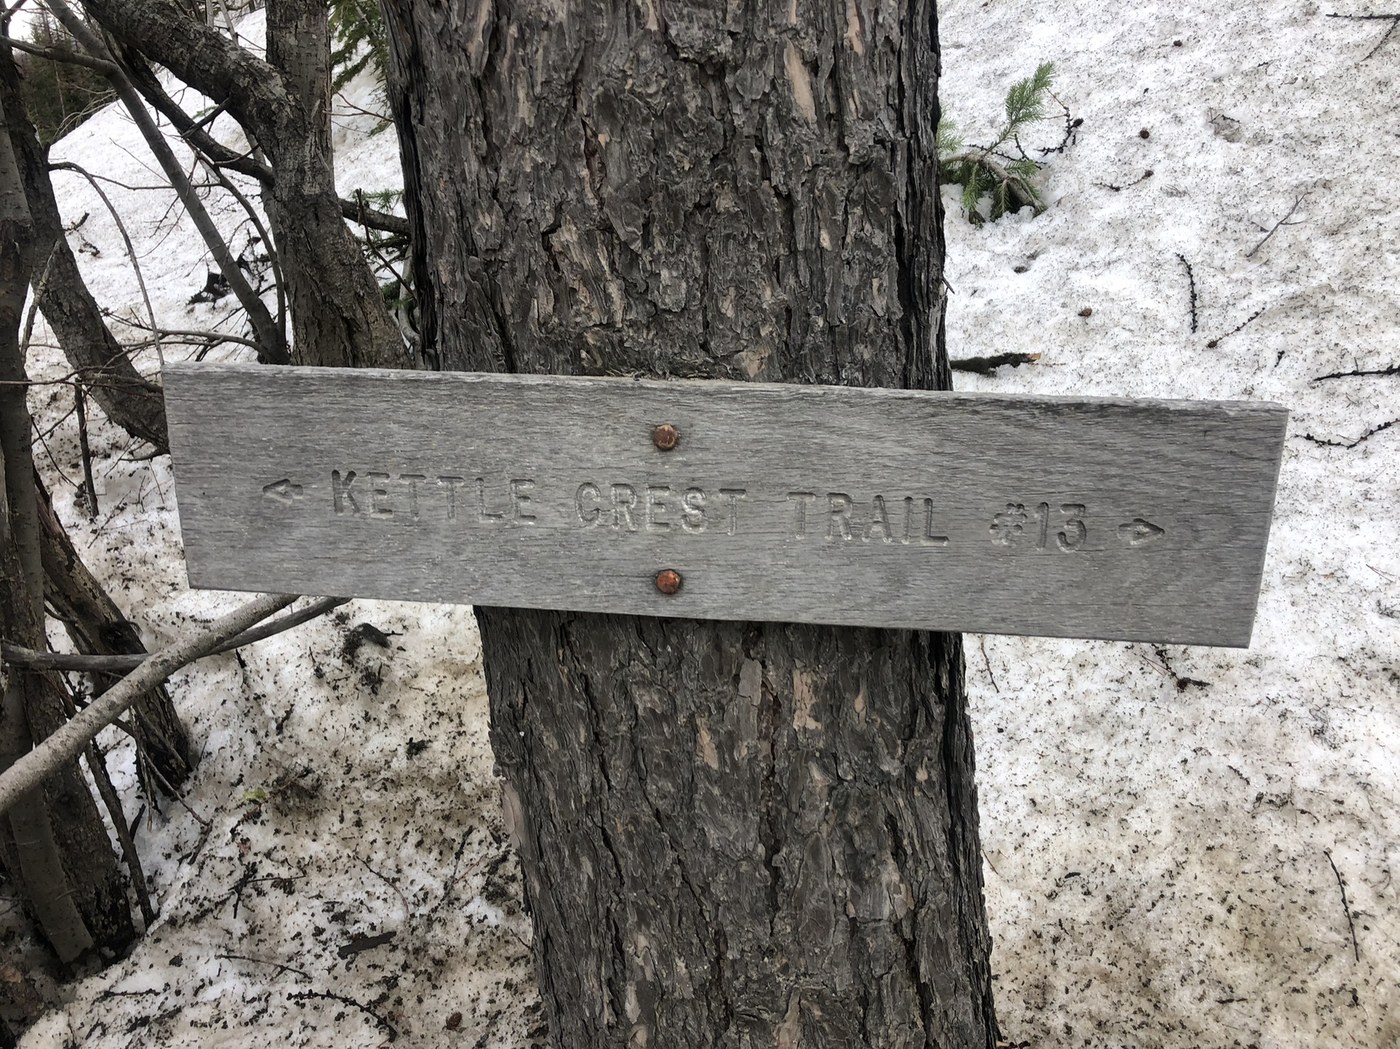 ← KETTLE CREST TRAIL #13 →